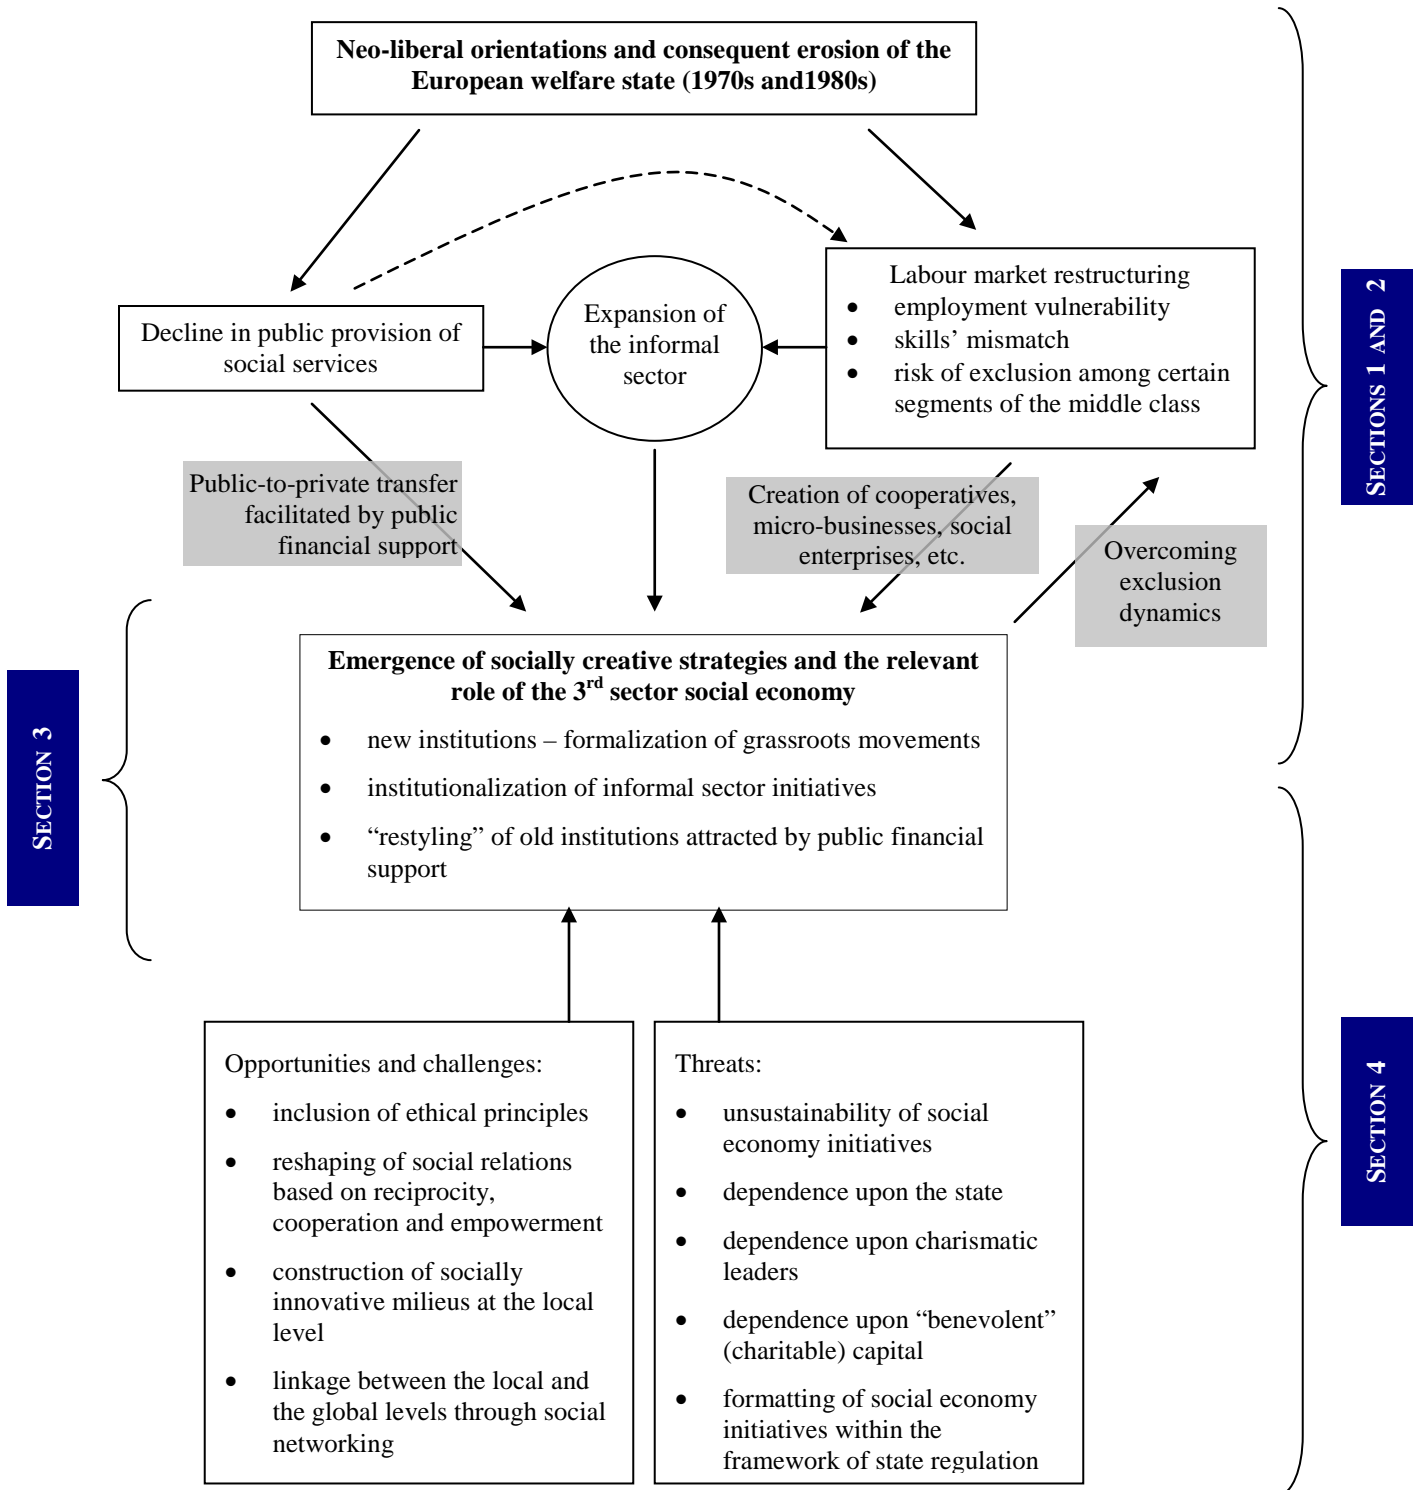 Neo-liberal orientations and consequent erosion of the
European welfare state (1970s and1980s)
Labour market restructuring
• employment vulnerability
• skills’ mismatch
• risk of exclusion among certain
segments of the middle class
Expansion of
the informal
sector
Decline in public provision of
social services
SECTIONS 1 AND 2
Public-to-private transfer
facilitated by public
financial support
Creation of cooperatives,
micro-businesses, social
enterprises, etc.
Overcoming
exclusion
dynamics
Emergence of socially creative strategies and the relevant
role of the 3rd sector social economy
• new institutions – formalization of grassroots movements
• institutionalization of informal sector initiatives
• “restyling” of old institutions attracted by public financial
support
SECTION 3
Opportunities and challenges:
• inclusion of ethical principles
• reshaping of social relations
based on reciprocity,
cooperation and empowerment
• construction of socially
innovative milieus at the local
level
• linkage between the local and
the global levels through social
networking
Threats:
• unsustainability of social
economy initiatives
• dependence upon the state
• dependence upon charismatic
leaders
• dependence upon “benevolent”
(charitable) capital
• formatting of social economy
initiatives within the
framework of state regulation
SECTION 4